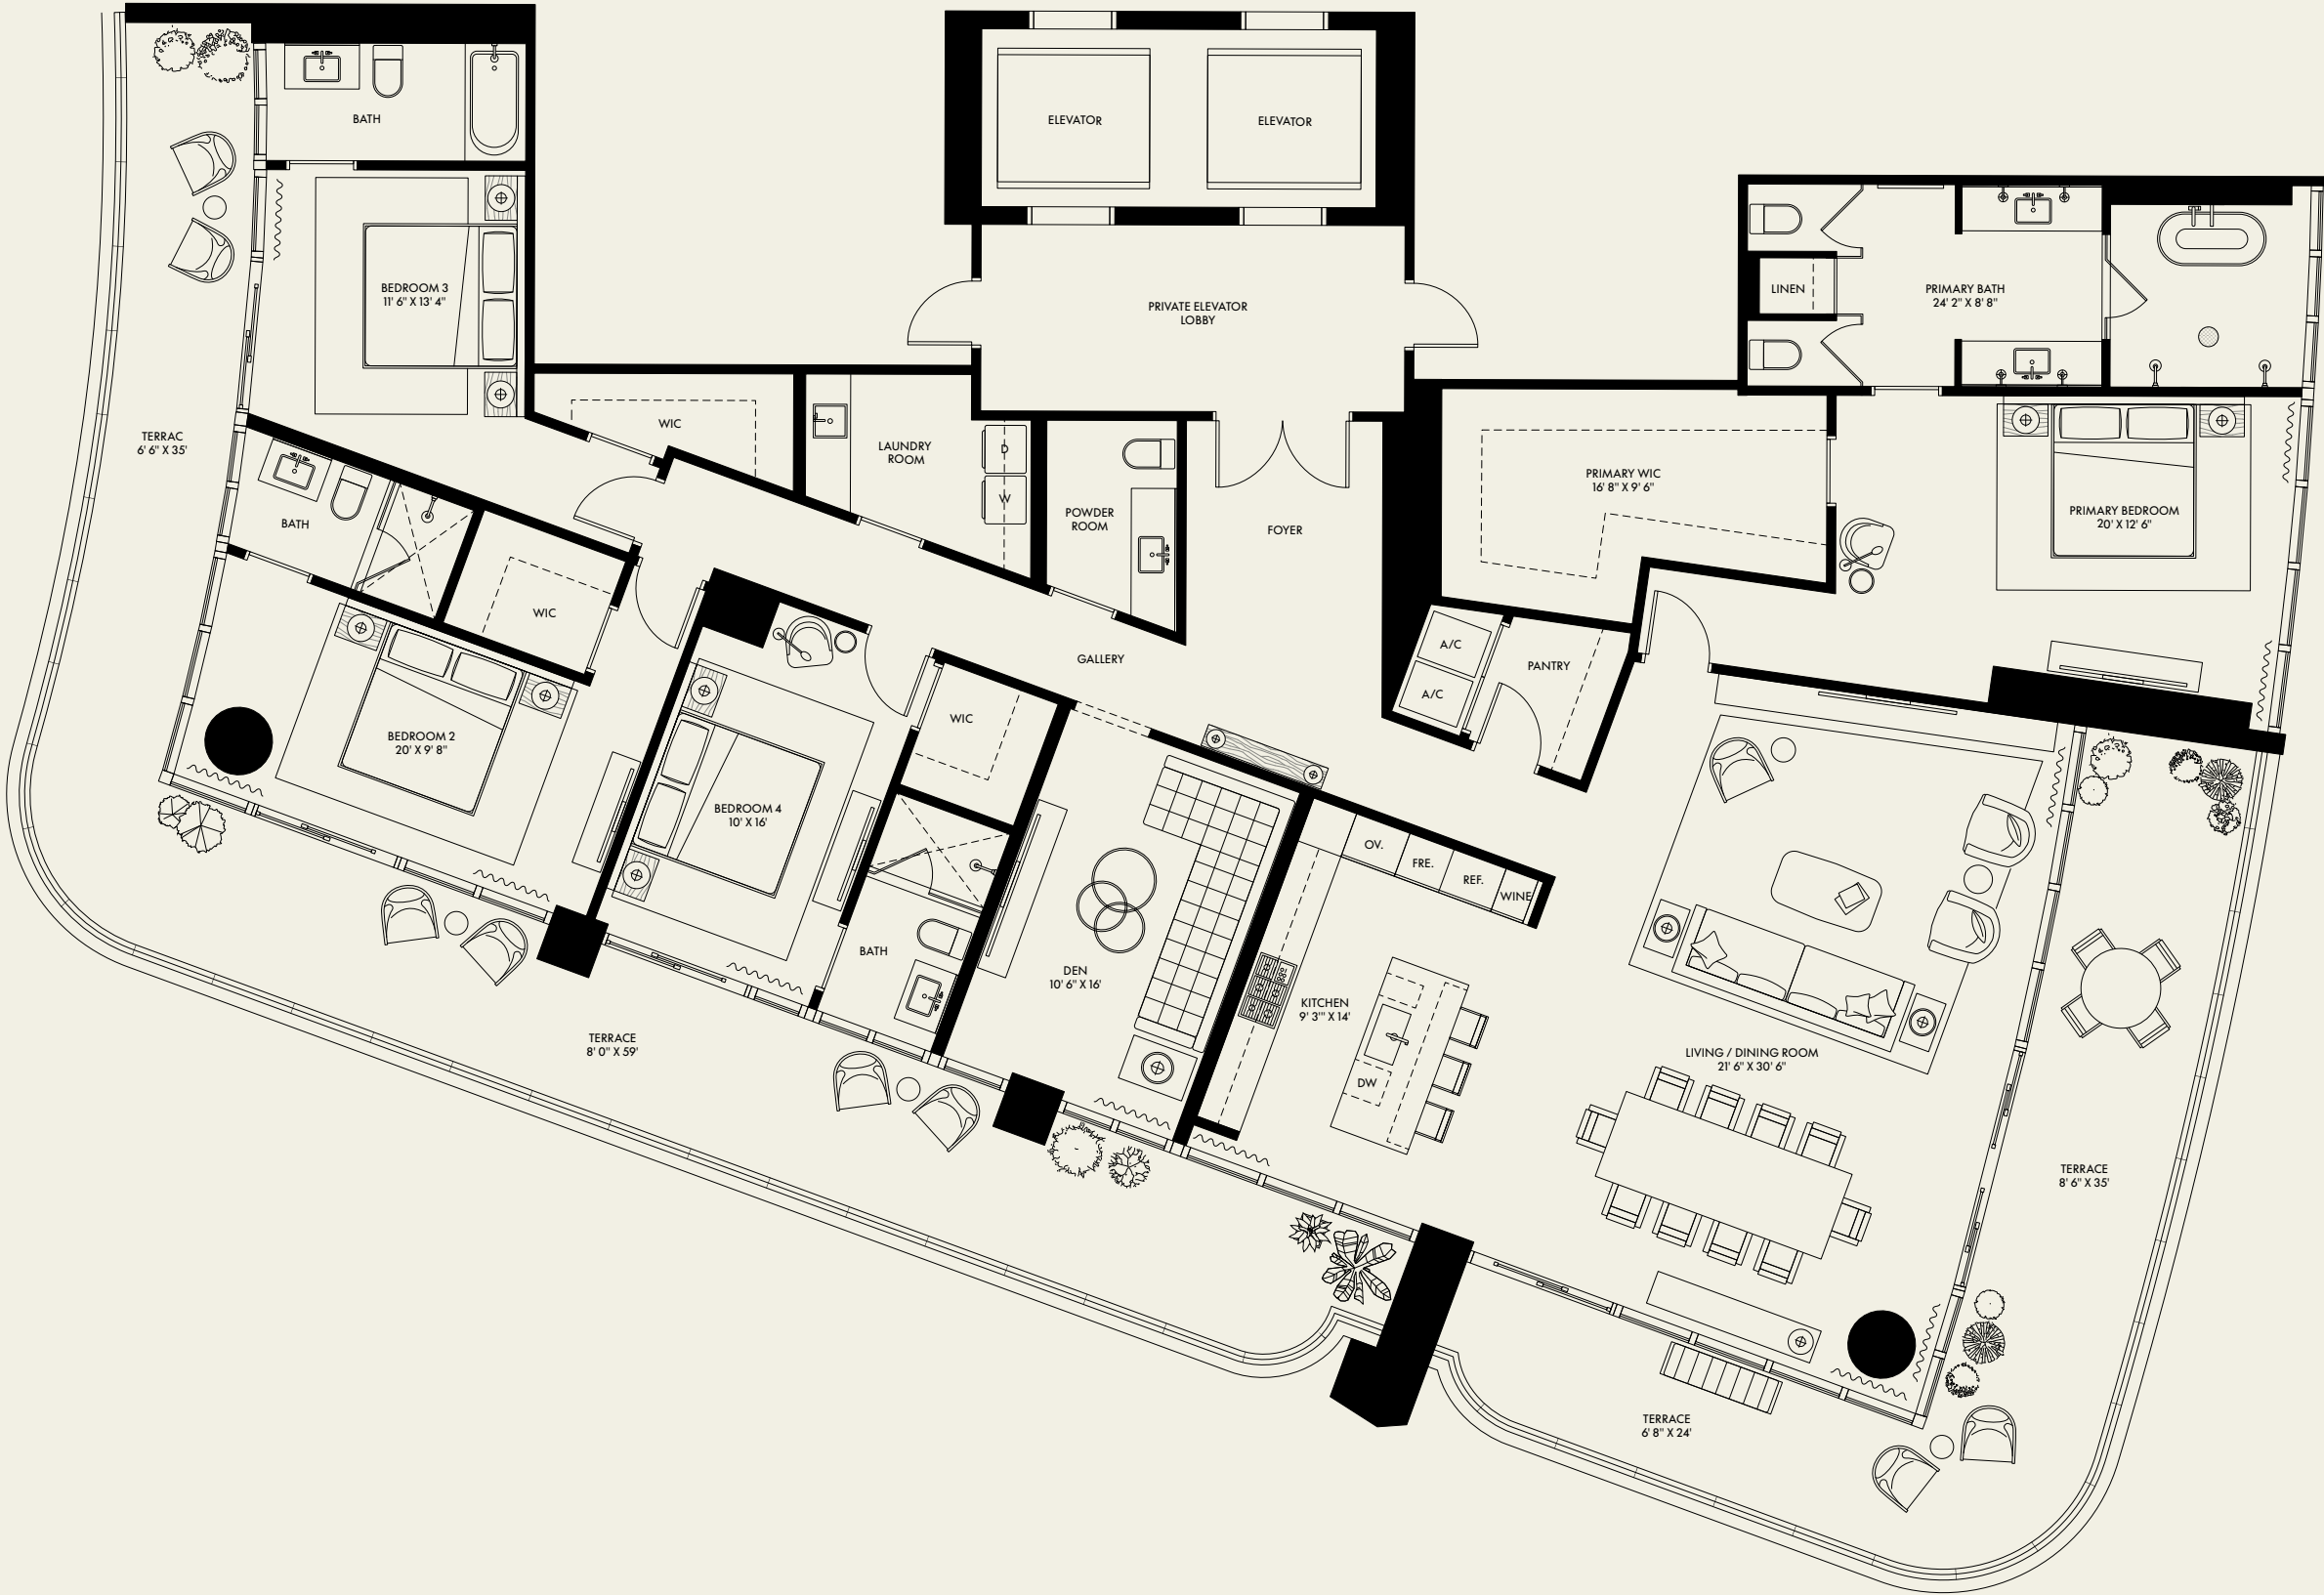 BATH
ELEVATOR
ELEVATOR
BEDROOM 3
11' 6" X 13' 4"
PRIVATE ELEVATOR
LOBBY
LINEN
PRIMARY BATH
24' 2" X 8' 8"
TERRAC
6' 6" X 35'
WIC
LAUNDRY
ROOM
D
W
POWDER
ROOM
FOYER
PRIMARY WIC
16' 8" X 9' 6"
PRIMARY BEDROOM
20' X 12' 6"
BATH
WIC
GALLERY
A/C
A/C
PANTRY
BEDROOM 2
20' X 9' 8"
WIC
BEDROOM 4
10' X 16'
OV.
FRE.
REF.
WINE
BATH
DEN
10' 6" X 16'
KITCHEN
9' 3'" X 14'
DW
TERRACE
8' 0" X 59'
LIVING / DINING ROOM
21' 6" X 30' 6"
TERRACE
8' 6" X 35'
TERRACE
6' 8" X 24'